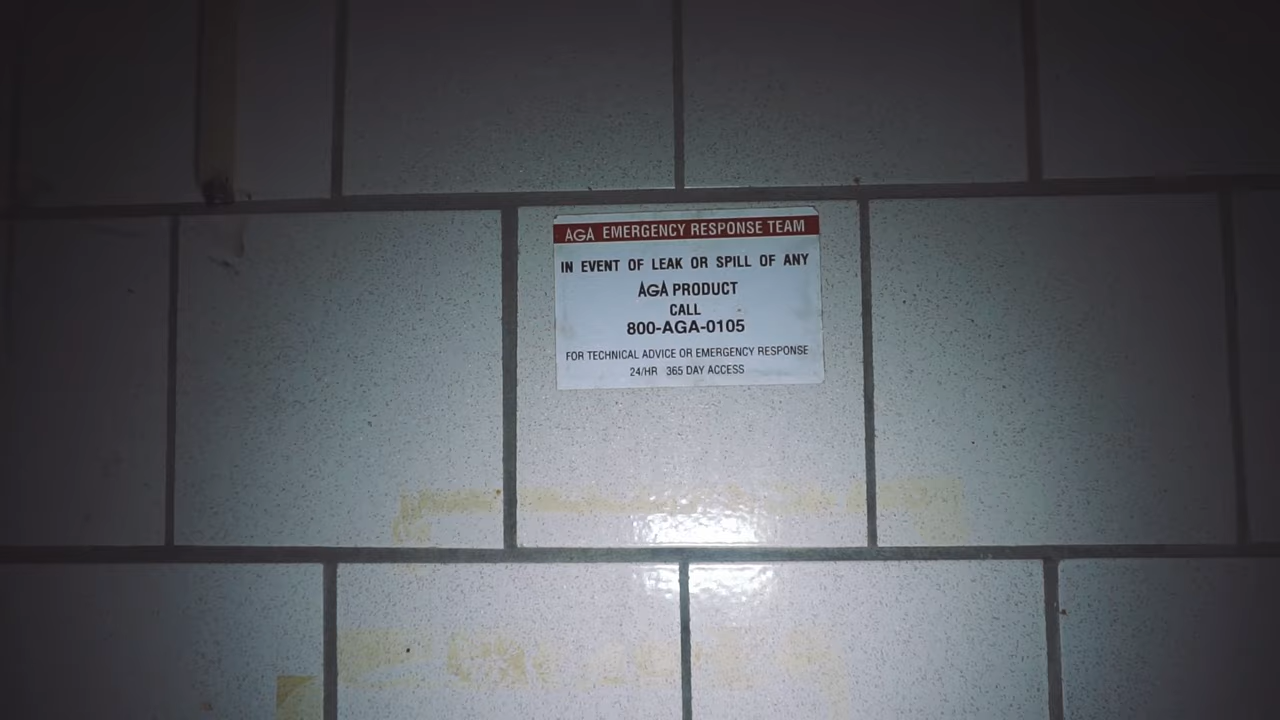 AGA EMERGENCY RESPONSE TEAM
IN EVENT OF LEAK OR SPILL OF ANY
AGA PRODUCT
CALL
800-AGA-0105
FOR TECHNICAL ADVICE OR EMERGENCY RESPONSE
24/HR 365 DAY ACCESS